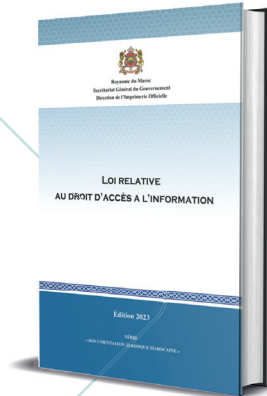 Royaume du Maroc
Secrétariat Général du Gouvernement
Direction de l'Imprimerie Officielle
LOI RELATIVE
AU DROIT D'ACCÈS A L'INFORMATION
Édition 2023
SÉRIE
« DOCUMENTATION JURIDIQUE MAROCAINE »